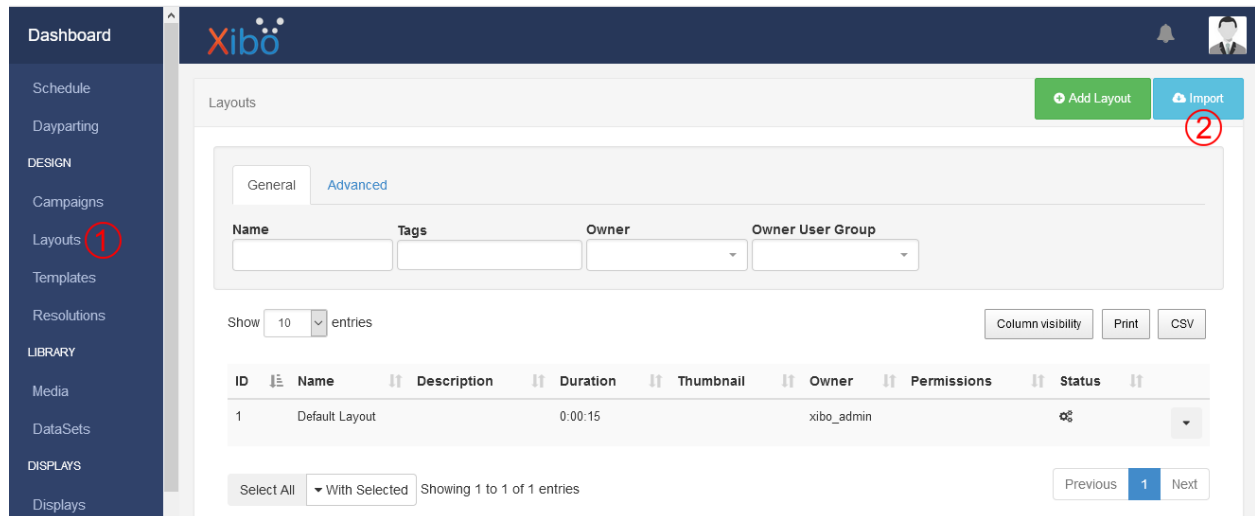 Dashboard
Xibo
Schedule
Dayparting
DESIGN
Campaigns
Layouts ①
Templates
Resolutions
LIBRARY
Media
DataSets
DISPLAYS
Displays
Layouts
Add Layout
Import
②
General Advanced
Name Tags Owner Owner User Group
Show 10 entries
Column visibility Print CSV
ID Name Description Duration Thumbnail Owner Permissions Status
1 Default Layout 0:00:15 xibo_admin
Select All With Selected Showing 1 to 1 of 1 entries
Previous 1 Next